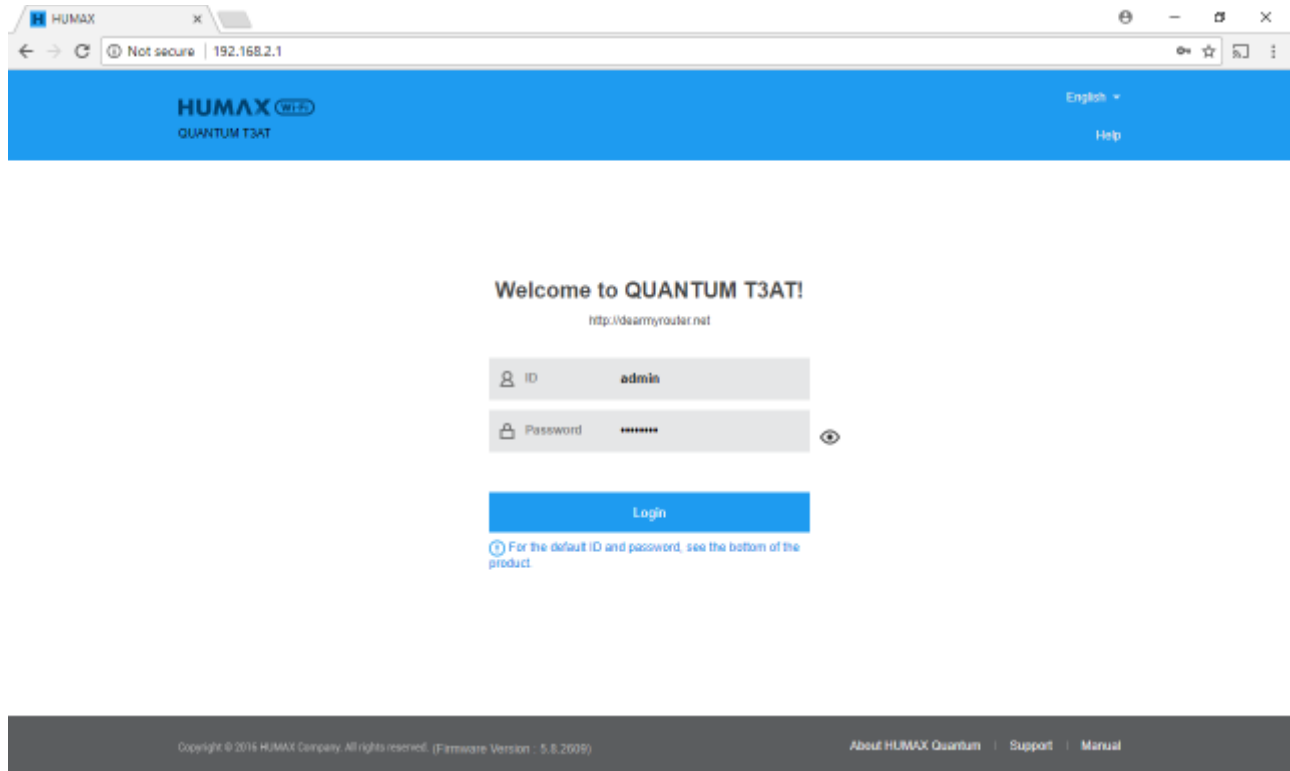 HUMAX
Not secure | 192.168.2.1
HUMAX Wi-Fi
QUANTUM T3AT
English
Help
Welcome to QUANTUM T3AT!
http://dearmyrouter.net
ID admin
Password ••••••••
Login
For the default ID and password, see the bottom of the
product.
Copyright © 2016 HUMAX Company. All rights reserved. (Firmware Version : 5.8.2609)
About HUMAX Quantum | Support | Manual